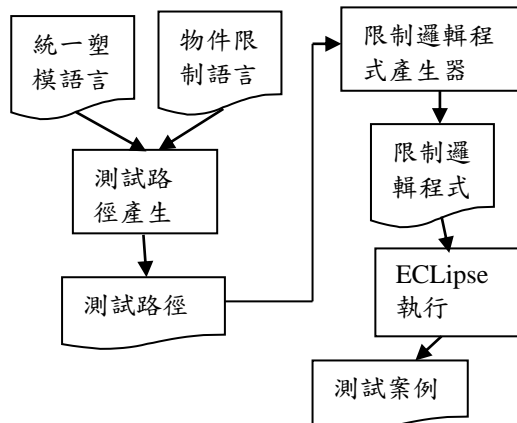 統一塑
模語言
物件限
制語言
測試路
徑產生
測試路徑
限制邏輯程
式產生器
限制邏
輯程式
ECLipse
執行
測試案例